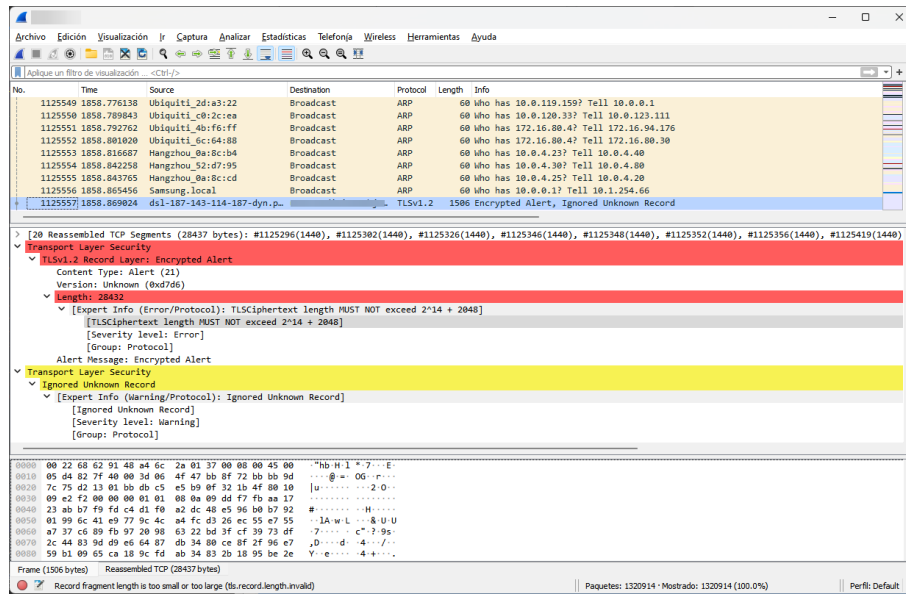 Archivo Edición Visualización Ir Captura Analizar Estadísticas Telefonía Wireless Herramientas Ayuda
Aplique un filtro de visualización ... <Ctrl-/>
No. Time Source Destination Protocol Length Info
1125549 1858.776138 Ubiquiti_2d:a3:22 Broadcast ARP 60 Who has 10.0.119.159? Tell 10.0.0.1
1125550 1858.789843 Ubiquiti_c0:2c:ea Broadcast ARP 60 Who has 10.0.120.33? Tell 10.0.123.111
1125551 1858.792762 Ubiquiti_4b:f6:ff Broadcast ARP 60 Who has 172.16.80.4? Tell 172.16.94.176
1125552 1858.801020 Ubiquiti_6c:64:88 Broadcast ARP 60 Who has 172.16.80.4? Tell 172.16.80.30
1125553 1858.816687 Hangzhou_0a:8c:b4 Broadcast ARP 60 Who has 10.0.4.23? Tell 10.0.4.40
1125554 1858.842258 Hangzhou_52:d7:95 Broadcast ARP 60 Who has 10.0.4.30? Tell 10.0.4.80
1125555 1858.843765 Hangzhou_0a:8c:cd Broadcast ARP 60 Who has 10.0.4.25? Tell 10.0.4.20
1125556 1858.865456 Samsung.local Broadcast ARP 60 Who has 10.0.0.1? Tell 10.1.254.66
1125557 1858.869024 dsl-187-143-114-187-dyn.p… TLSv1.2 1506 Encrypted Alert, Ignored Unknown Record
[20 Reassembled TCP Segments (28437 bytes): #1125296(1440), #1125302(1440), #1125326(1440), #1125346(1440), #1125348(1440), #1125352(1440), #1125356(1440), #1125419(1440)
Transport Layer Security
TLSv1.2 Record Layer: Encrypted Alert
Content Type: Alert (21)
Version: Unknown (0xd7d6)
Length: 28432
[Expert Info (Error/Protocol): TLSCiphertext length MUST NOT exceed 2^14 + 2048]
[TLSCiphertext length MUST NOT exceed 2^14 + 2048]
[Severity level: Error]
[Group: Protocol]
Alert Message: Encrypted Alert
Transport Layer Security
Ignored Unknown Record
[Expert Info (Warning/Protocol): Ignored Unknown Record]
[Ignored Unknown Record]
[Severity level: Warning]
[Group: Protocol]
0000 00 22 68 62 91 48 a4 6c 2a 01 37 00 08 00 45 00 ·"hb·H·l *·7···E·
0010 05 d4 82 7f 40 00 3d 06 4f 47 bb 8f 72 bb bb 9d ····@·=· OG··r···
0020 7c 75 d2 13 01 bb db c5 e5 b9 0f 32 1b 4f 80 10 |u······ ···2·O··
0030 09 e2 f2 00 00 00 01 01 08 0a 09 dd f7 fb aa 17 ········ ········
0040 23 ab b7 f9 fd c4 d1 f0 a2 dc 48 e5 96 b0 b7 92 #······· ··H·····
0050 01 99 6c 41 e9 77 9c 4c a4 fc d3 26 ec 55 e7 55 ··lA·w·L ···&·U·U
0060 a7 37 c6 89 fb 97 20 98 63 22 bd 3f cf 39 73 df ·7···· · c"·?·9s·
0070 2c 44 83 9d d9 e6 64 87 db 34 80 ce 8f 2f 96 e7 ,D····d· ·4···/··
0080 59 b1 09 65 ca 18 9c fd ab 34 83 2b 18 95 be 2e Y··e···· ·4·+···.
Frame (1506 bytes) Reassembled TCP (28437 bytes)
Record fragment length is too small or too large (tls.record.length.invalid) Paquetes: 1320914 · Mostrado: 1320914 (100.0%) Perfil: Default